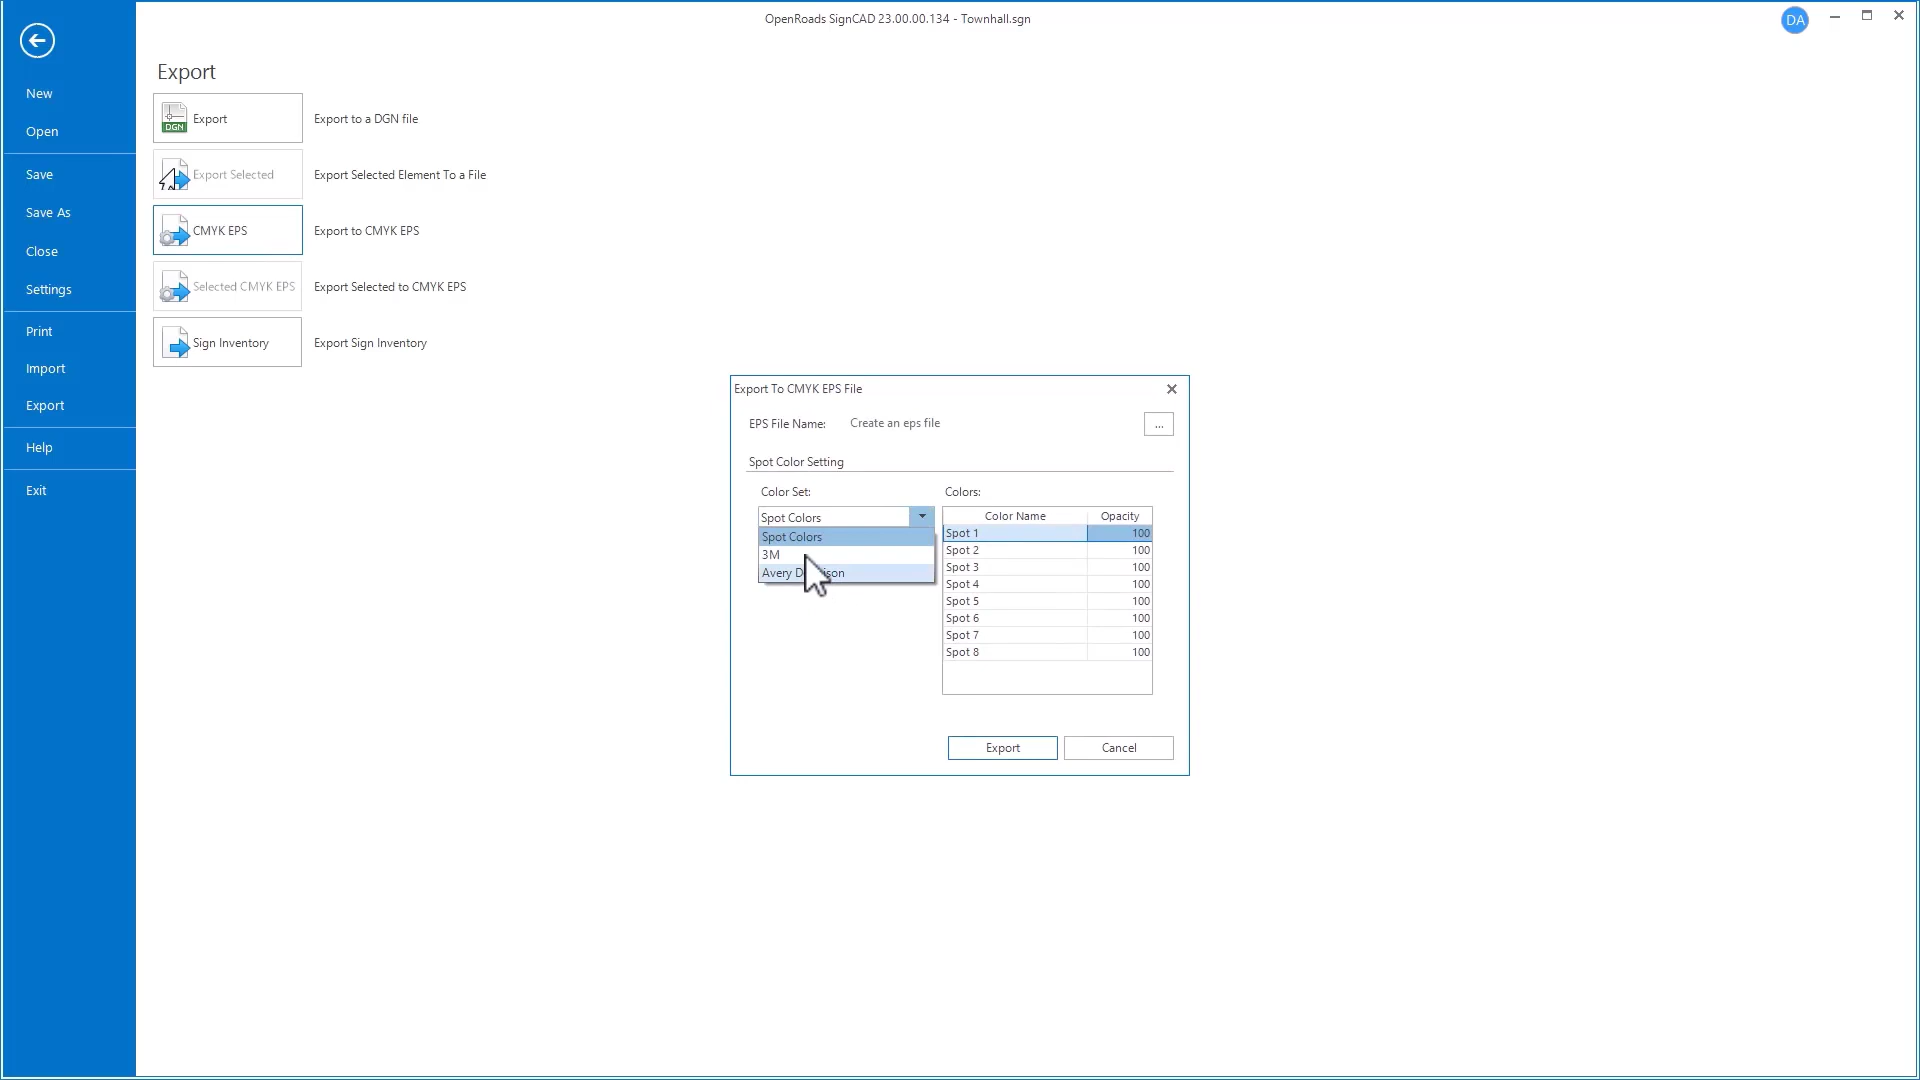 OpenRoads SignCAD 23.00.00.134 - Townhall.sgn
DA
Export
New
Open
Save
Save As
Close
Settings
Print
Import
Export
Help
Exit
DGN
Export
Export to a DGN file
Export Selected
Export Selected Element To a File
CMYK EPS
Export to CMYK EPS
Selected CMYK EPS
Export Selected to CMYK EPS
Sign Inventory
Export Sign Inventory
Export To CMYK EPS File
EPS File Name:
Create an eps file
...
Spot Color Setting
Color Set:
Spot Colors
Spot Colors
3M
Avery
Colors:
Color Name Opacity
Spot 1 100
Spot 2 100
Spot 3 100
Spot 4 100
Spot 5 100
Spot 6 100
Spot 7 100
Spot 8 100
Export
Cancel